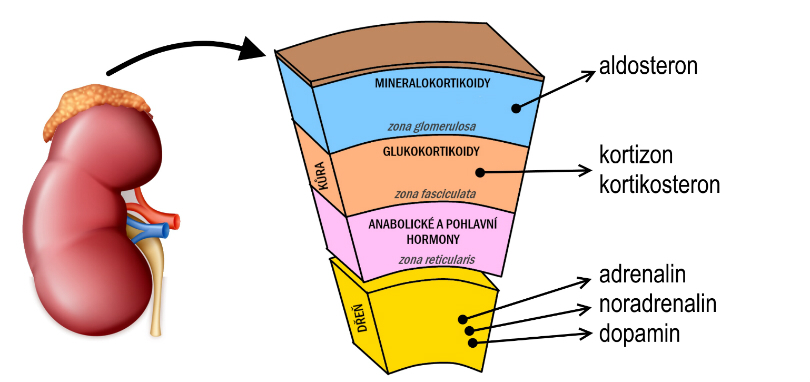 MINERALOKORTIKOIDY
zona glomerulosa
aldosteron
KŮRA
GLUKOKORTIKOIDY
zona fasciculata
kortizon
kortikosteron
ANABOLICKÉ A POHLAVNÍ
HORMONY
zona reticularis
DŘEŇ
adrenalin
noradrenalin
dopamin